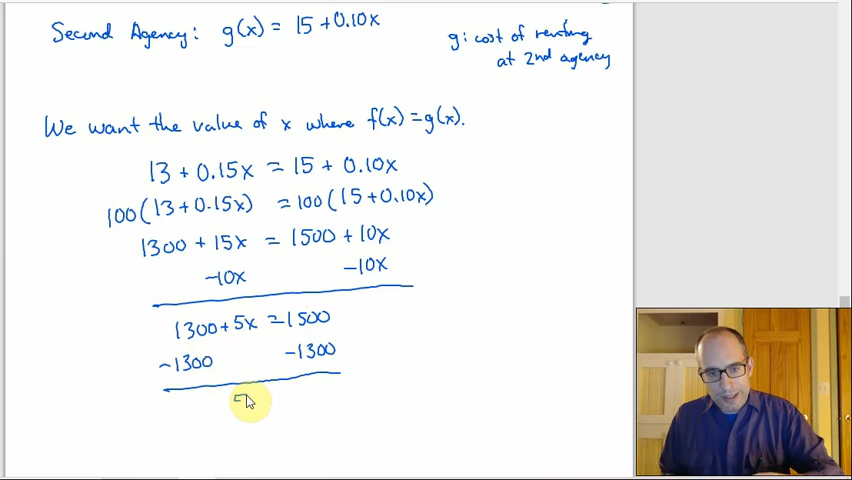 Second Agency: g(x) = 15 + 0.10x
g: cost of renting
at 2nd agency
We want the value of x where f(x)=g(x).
13 + 0.15x = 15 + 0.10x
100(13+0.15x) = 100(15+0.10x)
1300 + 15x = 1500 + 10x
-10x -10x
1300+5x = 1500
-1300 -1300